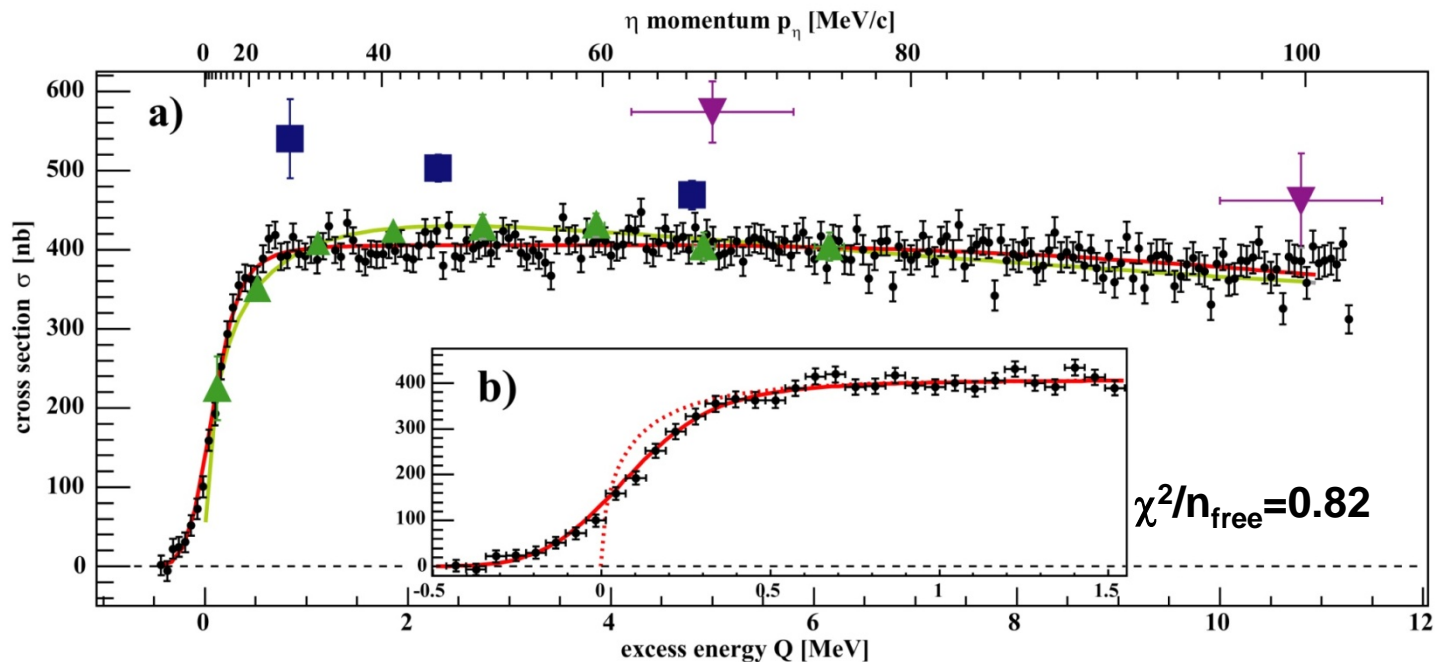 η momentum pη [MeV/c]
0 20 40 60 80 100
a)
600
500
400
300
200
100
0
cross section σ [nb]
b)
400
300
200
100
0
-0.5 0 0.5 1 1.5
χ²/nfree=0.82
0 2 4 6 8 10 12
excess energy Q [MeV]